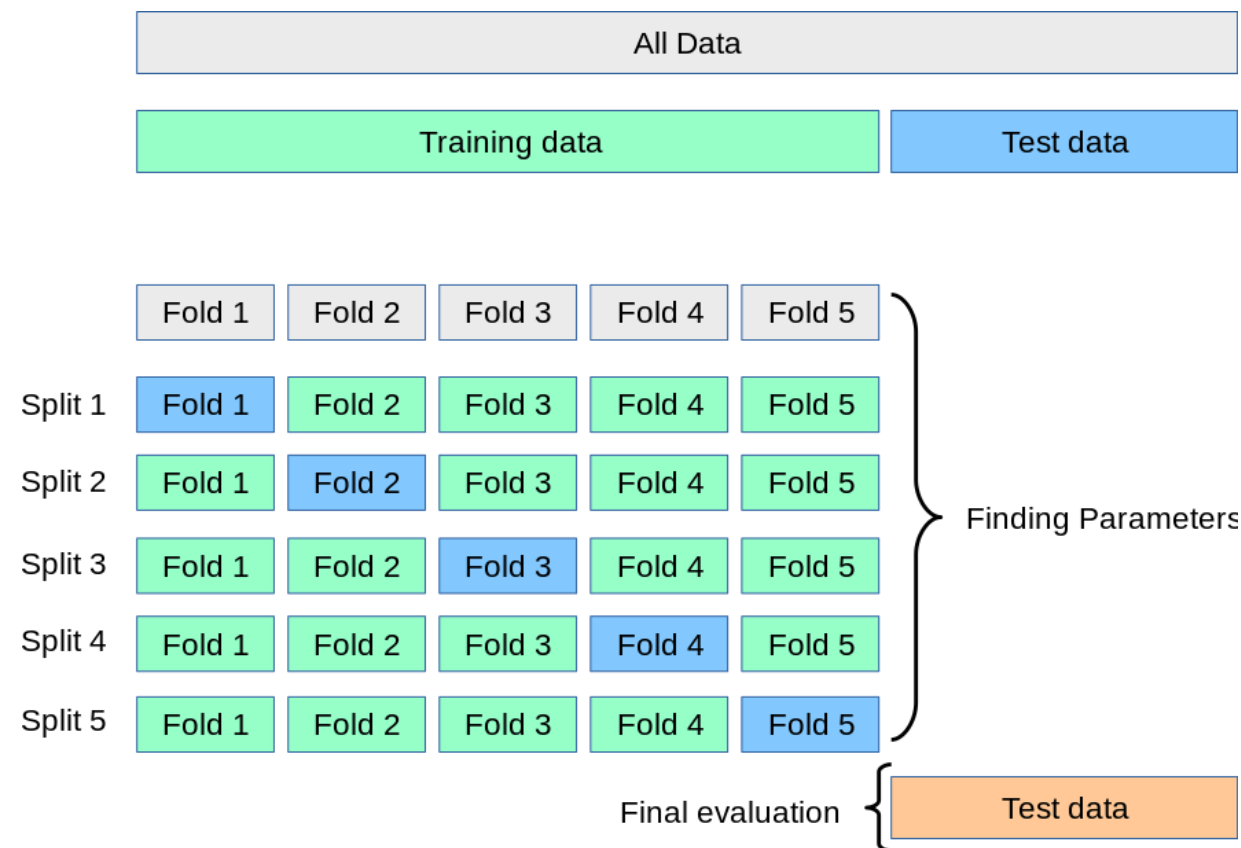 All Data
Training data Test data
Fold 1 Fold 2 Fold 3 Fold 4 Fold 5
Split 1 Fold 1 Fold 2 Fold 3 Fold 4 Fold 5
Split 2 Fold 1 Fold 2 Fold 3 Fold 4 Fold 5
Finding Parameters
Split 3 Fold 1 Fold 2 Fold 3 Fold 4 Fold 5
Split 4 Fold 1 Fold 2 Fold 3 Fold 4 Fold 5
Split 5 Fold 1 Fold 2 Fold 3 Fold 4 Fold 5
Final evaluation Test data